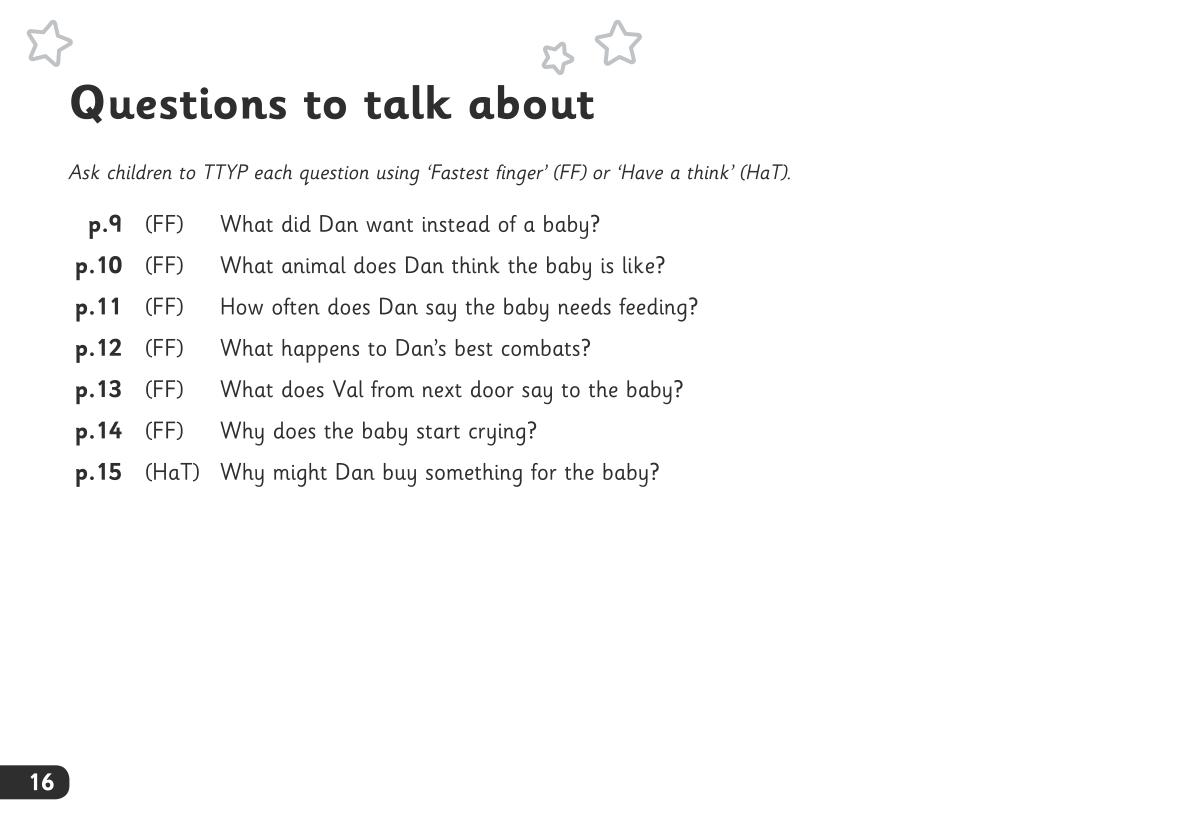 Questions to talk about
Ask children to TTYP each question using ‘Fastest finger’ (FF) or ‘Have a think’ (HaT).
p.9 (FF) What did Dan want instead of a baby?
p.10 (FF) What animal does Dan think the baby is like?
p.11 (FF) How often does Dan say the baby needs feeding?
p.12 (FF) What happens to Dan’s best combats?
p.13 (FF) What does Val from next door say to the baby?
p.14 (FF) Why does the baby start crying?
p.15 (HaT) Why might Dan buy something for the baby?
16